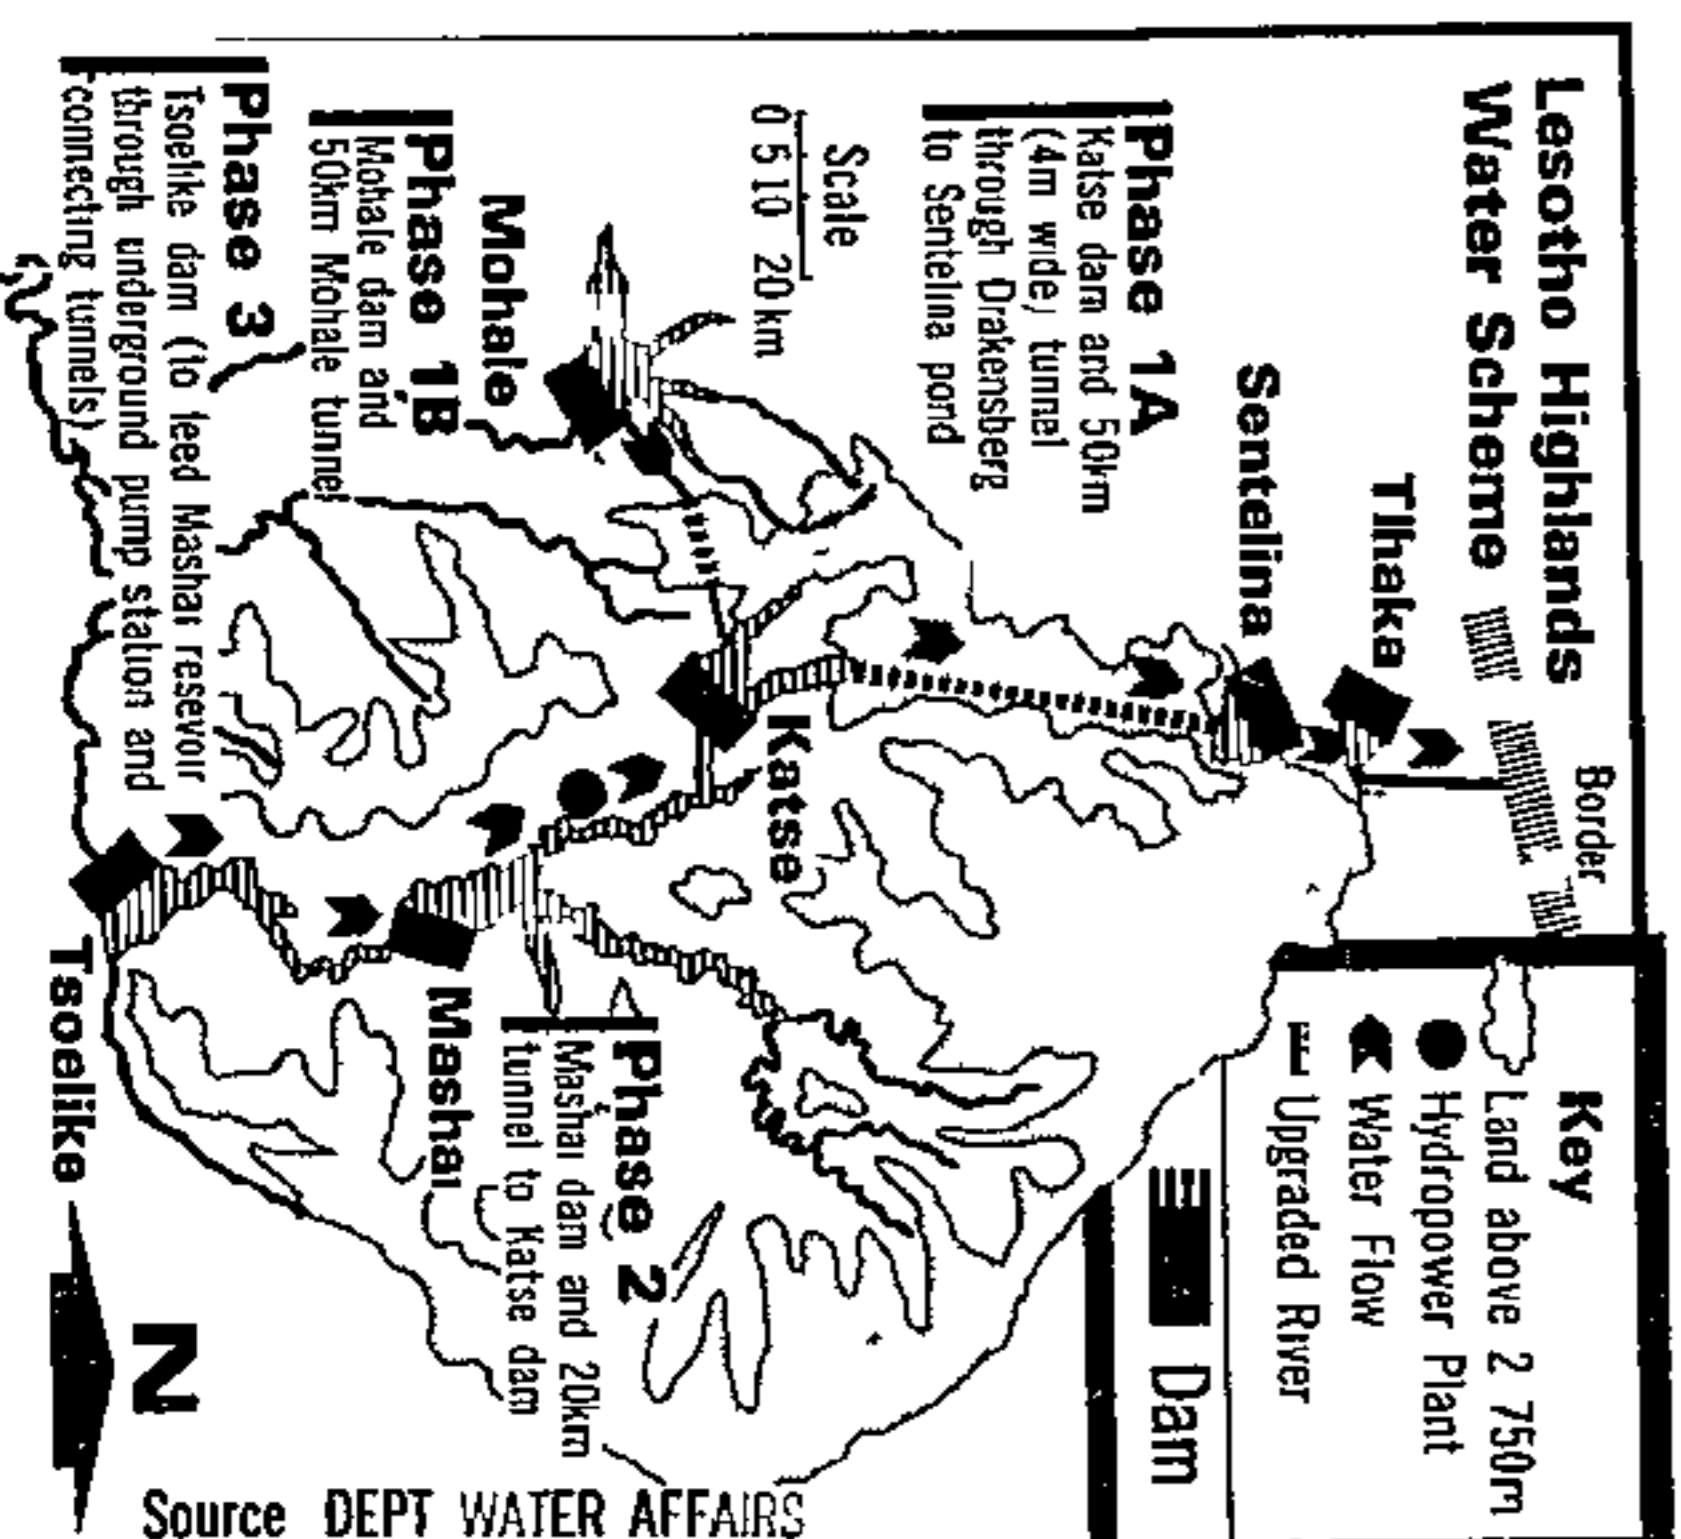 Lesotho Highlands
Water Scheme
Border
Tlhaka
Sentelina
Phase 1A
Katse dam and 50km
(4m wide) tunnel
through Drakensberg
to Sentelina pond
Scale
0 5 10 20km
Katse
Mohale
Phase 1B
Mohale dam and
50km Mohale tunnel
Phase 3
Tsoelike dam (to feed Mashai resevoir
through underground pump station and
connecting tunnels)
Phase 2
Mashai dam and 20km
tunnel to Katse dam
Mashai
Tsoelike
N
Key
Land above 2 750m
Hydropower Plant
Water Flow
Upgraded River
Dam
Source DEPT WATER AFFAIRS